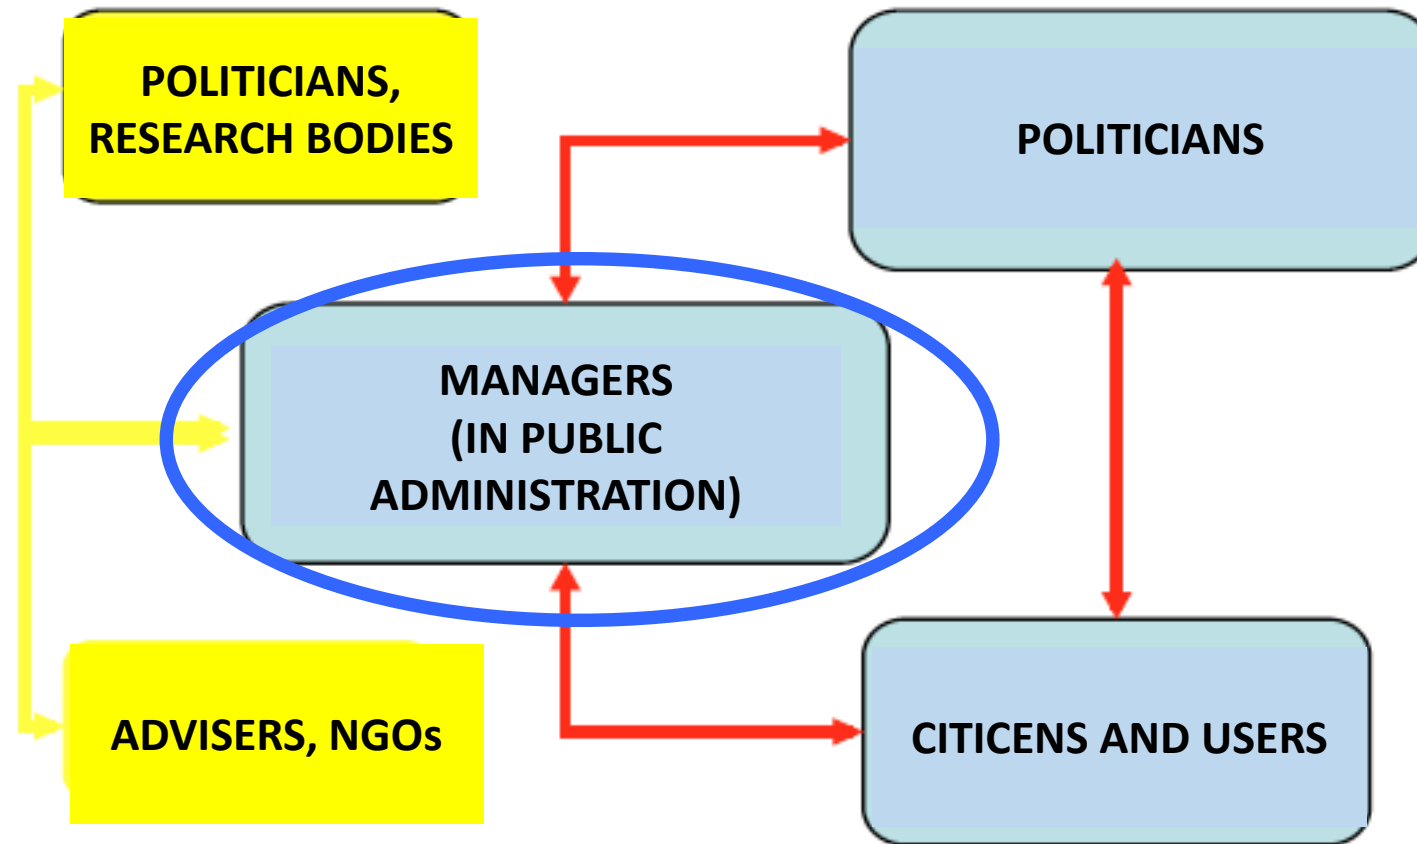 POLITICIANS,
RESEARCH BODIES
POLITICIANS
MANAGERS
(IN PUBLIC
ADMINISTRATION)
ADVISERS, NGOs
CITICENS AND USERS